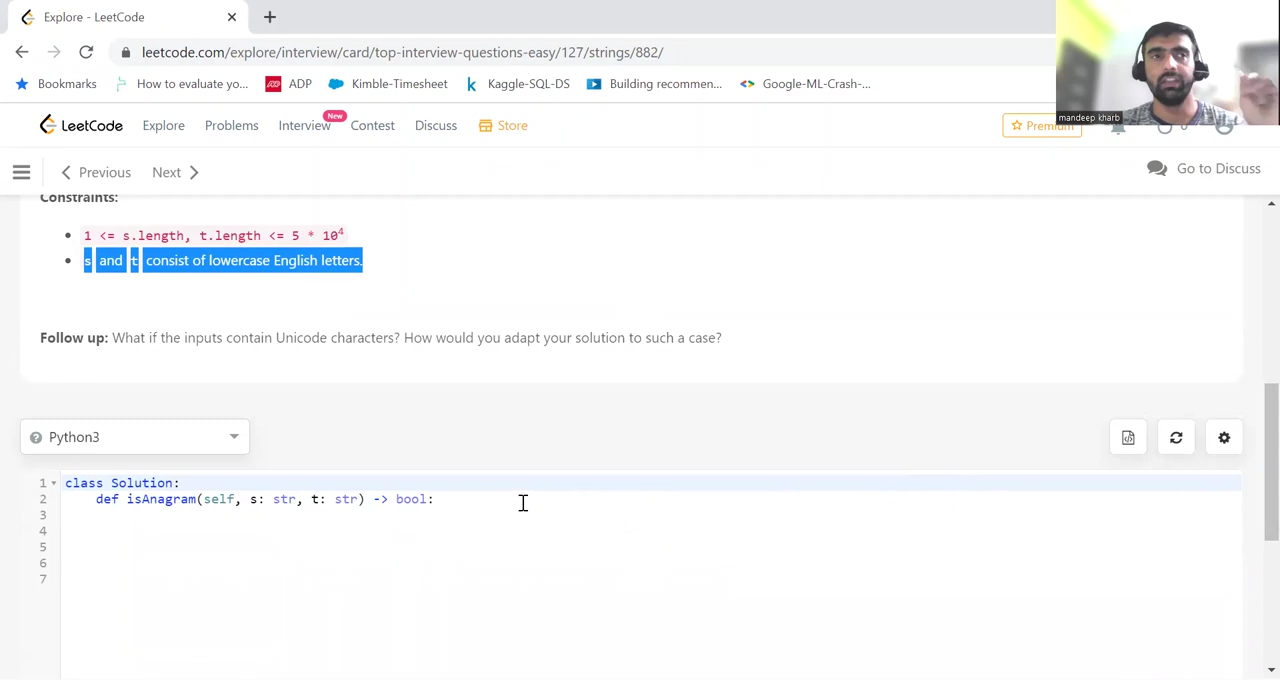 Explore - LeetCode
leetcode.com/explore/interview/card/top-interview-questions-easy/127/strings/882/
Bookmarks How to evaluate yo... ADP Kimble-Timesheet Kaggle-SQL-DS Building recommen... Google-ML-Crash-...
mandeep kharb
LeetCode Explore Problems Interview New Contest Discuss Store Premium 0
Previous Next Go to Discuss
Constraints:
• 1 <= s.length, t.length <= 5 * 10⁴
• s and t consist of lowercase English letters.
Follow up: What if the inputs contain Unicode characters? How would you adapt your solution to such a case?
Python3
1 class Solution:
2 def isAnagram(self, s: str, t: str) -> bool:
3
4
5
6
7